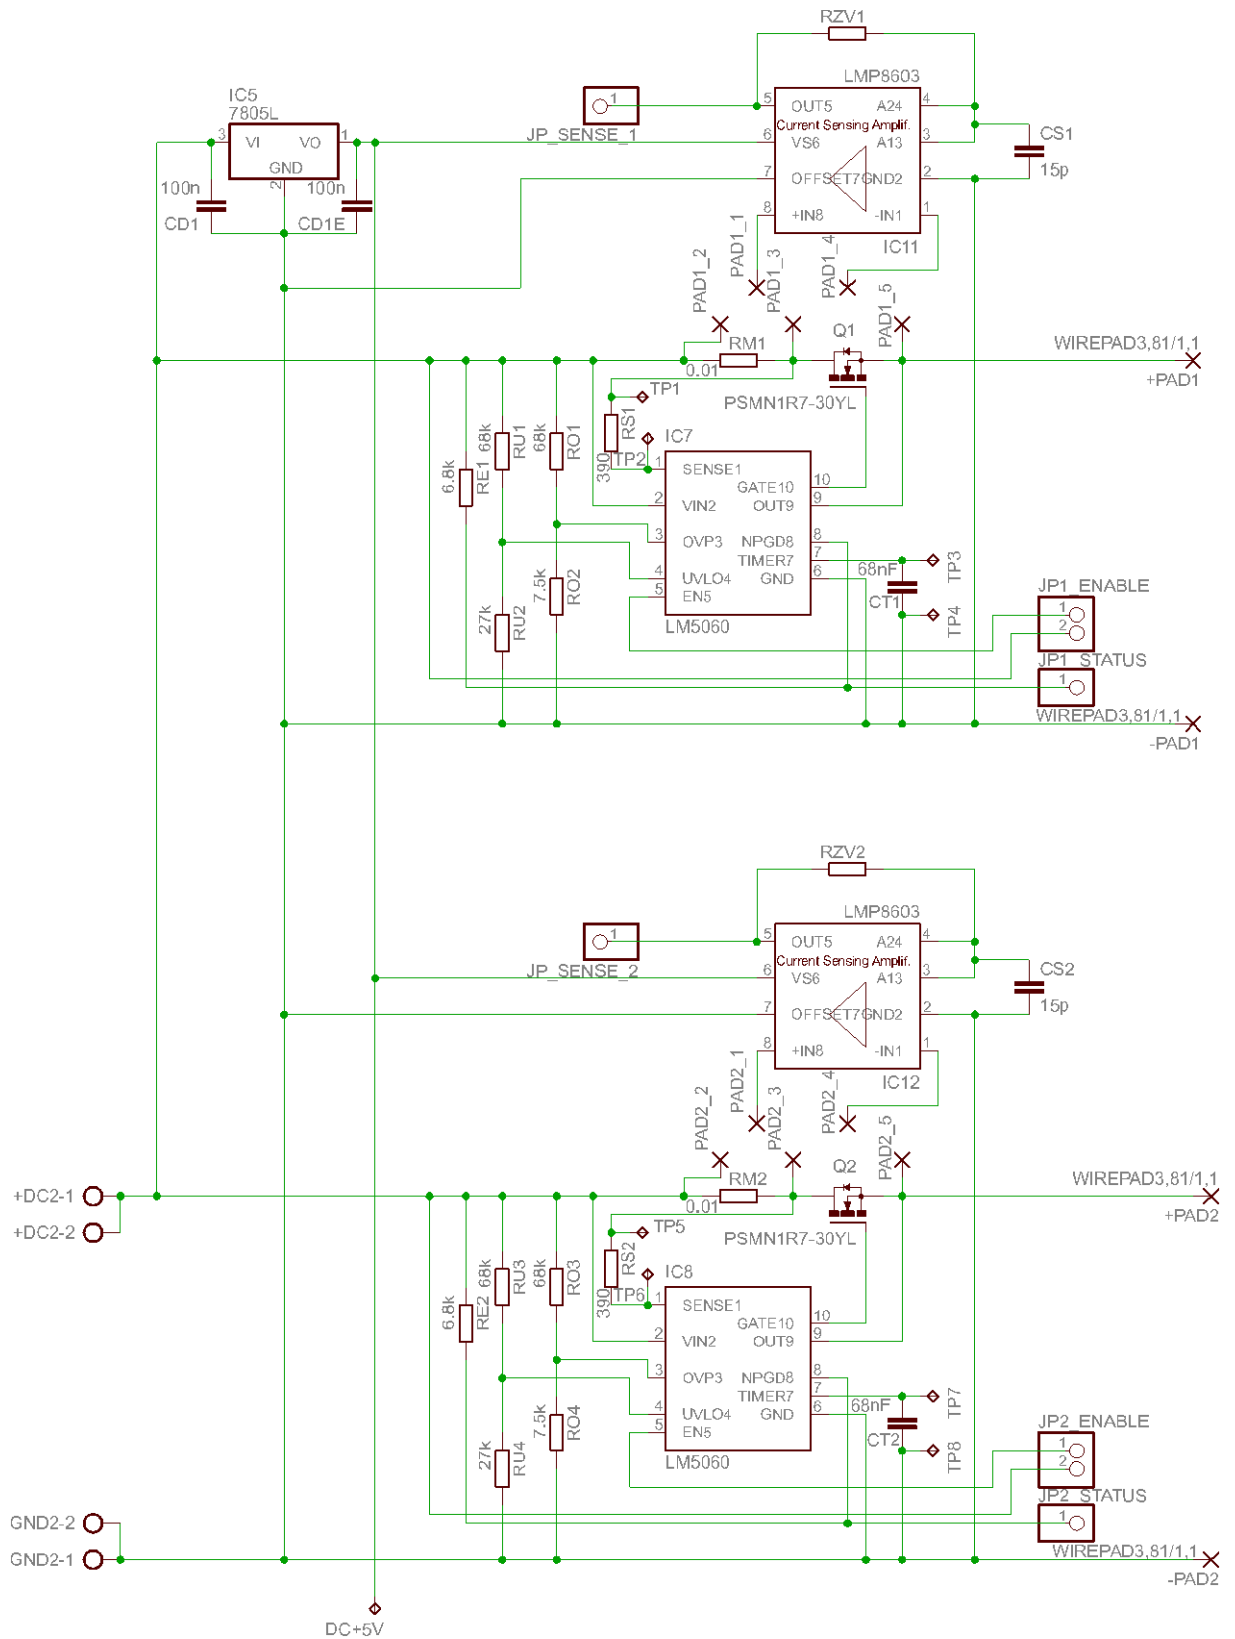 RZV1
LMP8603
IC5
7805L
JP_SENSE_1
1
5 OUT5 A24 4
Current Sensing Amplif.
6 VS6 A13 3
7 OFFSET7 GND2 2
8 +IN8 -IN1 1
IC11
CS1
15p
3 VI VO 1
GND
2
100n
CD1
100n
CD1E
PAD1_2
PAD1_1
PAD1_3
PAD1_4
PAD1_5
RM1
0.01
Q1
PSMN1R7-30YL
WIREPAD3,81/1,1
+PAD1
TP1
RS1
390
TP2
IC7
68k
RU1
68k
RO1
6.8k
RE1
1 SENSE1
GATE10 10
2 VIN2 OUT9 9
3 OVP3 NPGD8 8
TIMER7 7
4 UVLO4 GND 6
5 EN5
LM5060
27k
RU2
7.5k
RO2
68nF
CT1
TP3
TP4
JP1_ENABLE
1
2
JP1_STATUS
1
WIREPAD3,81/1,1
-PAD1
RZV2
LMP8603
JP_SENSE_2
1
5 OUT5 A24 4
Current Sensing Amplif.
6 VS6 A13 3
7 OFFSET7 GND2 2
8 +IN8 -IN1 1
IC12
CS2
15p
PAD2_2
PAD2_1
PAD2_3
PAD2_4
PAD2_5
RM2
0.01
Q2
PSMN1R7-30YL
WIREPAD3,81/1,1
+PAD2
+DC2-1
+DC2-2
TP5
RS2
390
TP6
IC8
68k
RU3
68k
RO3
6.8k
RE2
1 SENSE1
GATE10 10
2 VIN2 OUT9 9
3 OVP3 NPGD8 8
TIMER7 7
4 UVLO4 GND 6
5 EN5
LM5060
27k
RU4
7.5k
RO4
68nF
CT2
TP7
TP8
JP2_ENABLE
1
2
JP2_STATUS
1
GND2-2
GND2-1
WIREPAD3,81/1,1
-PAD2
DC+5V